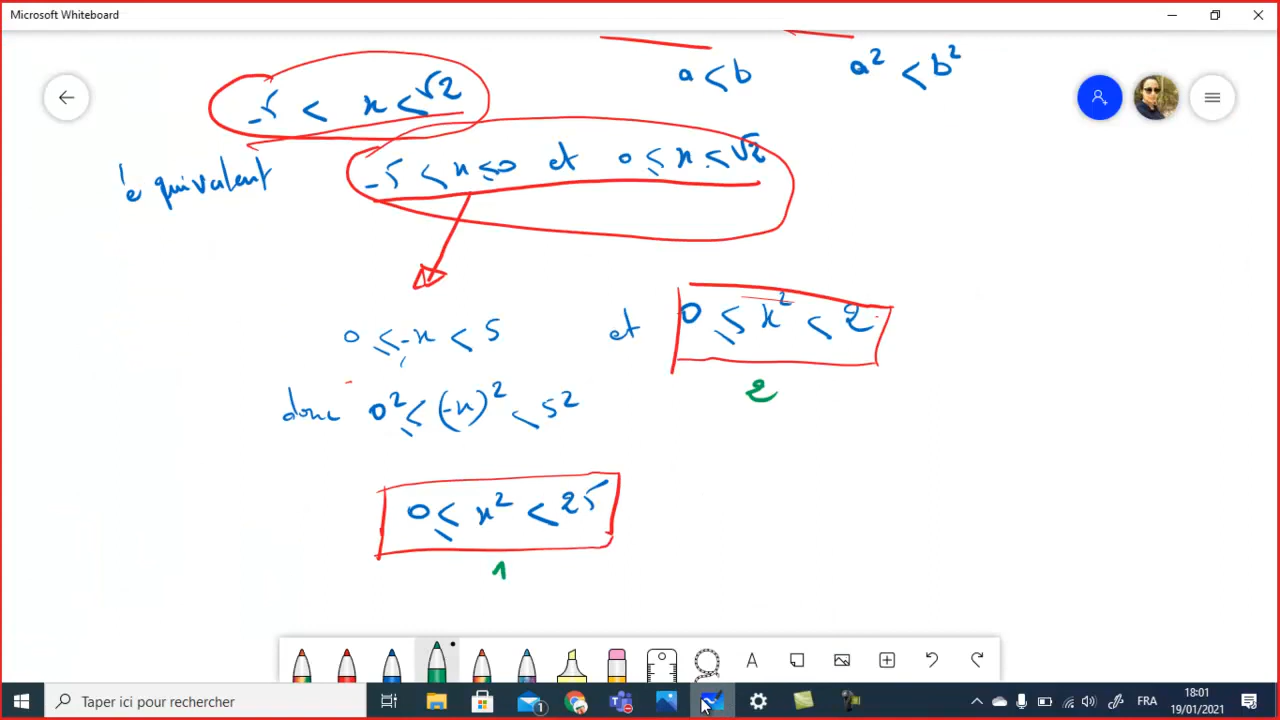 Microsoft Whiteboard
a < b
a² < b²
-5 < x < √2
équivalent
-5 < x ≤ 0 et 0 ≤ x < √2
0 ≤ -x < 5 et 0 ≤ x² < 2
2
donc 0² ≤ (-x)² < 5²
0 ≤ x² < 25
1
A
Taper ici pour rechercher
1
FRA
18:01
19/01/2021